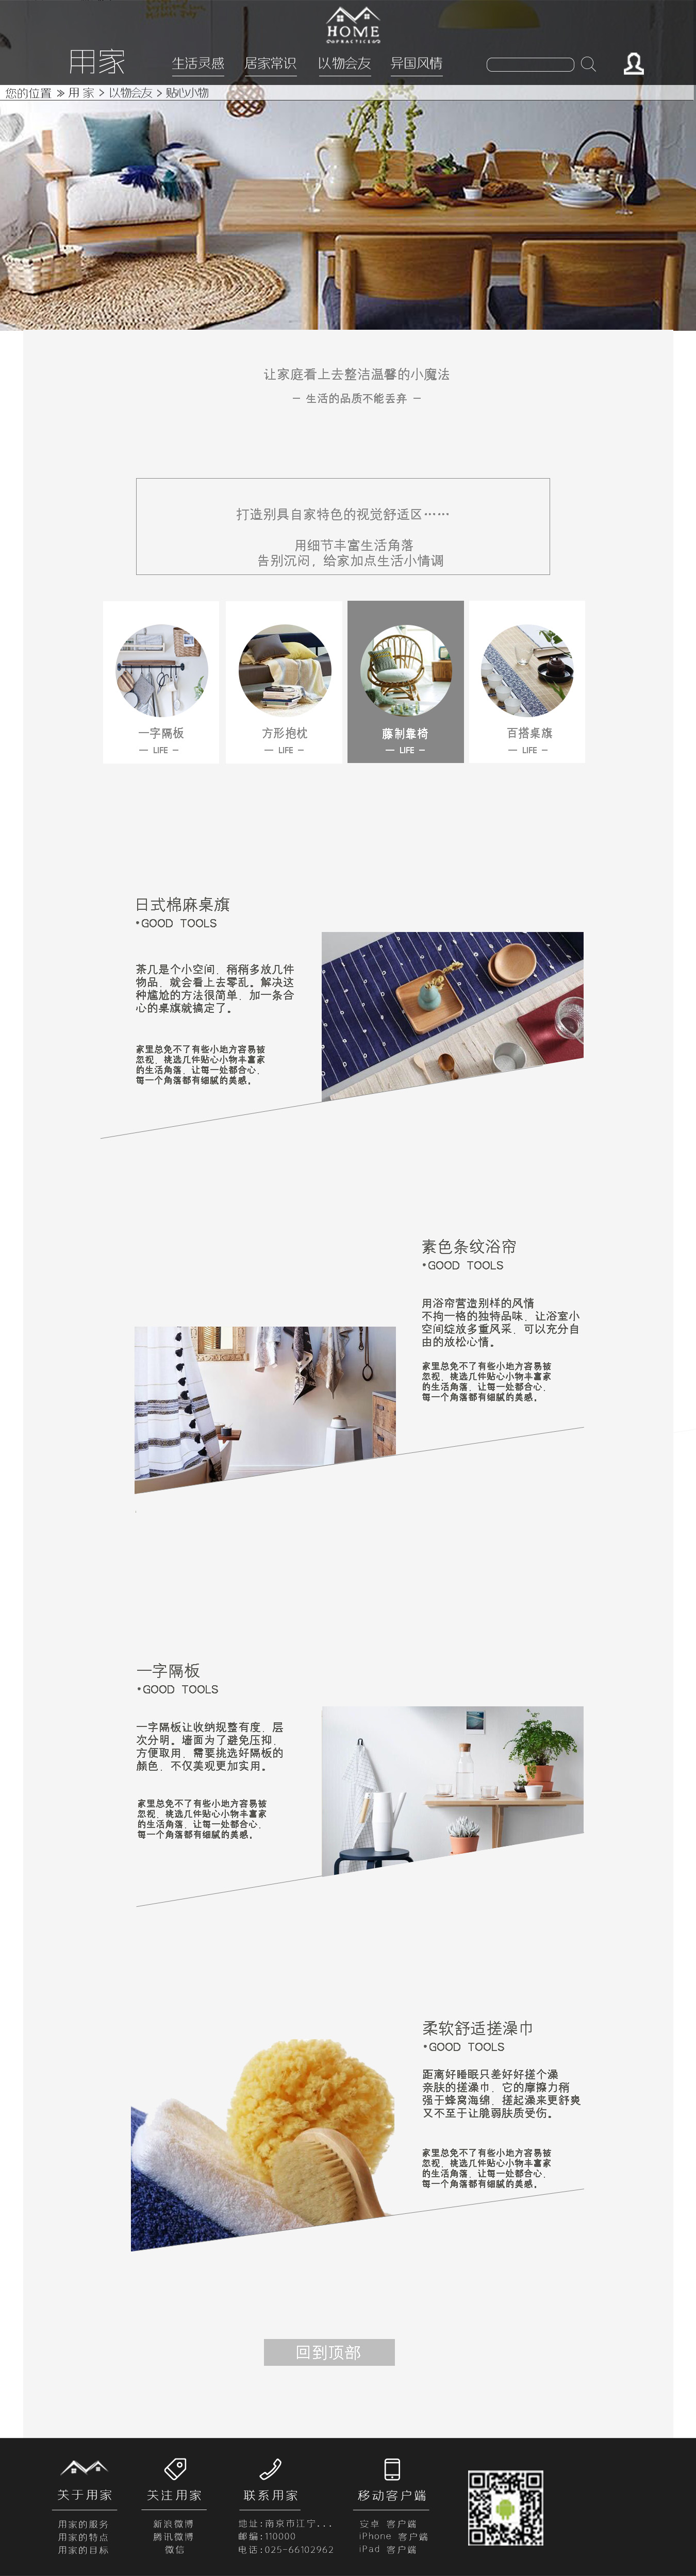 HOME
PRACTICE
用家
生活灵感 居家常识 以物会友 异国风情
您的位置 >> 用 家 > 以物会友 > 贴心小物
让家庭看上去整洁温馨的小魔法
— 生活的品质不能丢弃 —
打造别具自家特色的视觉舒适区……
用细节丰富生活角落
告别沉闷，给家加点生活小情调
一字隔板
— LIFE —
方形抱枕
— LIFE —
藤制靠椅
— LIFE —
百搭桌旗
— LIFE —
日式棉麻桌旗
*GOOD TOOLS
茶几是个小空间，稍稍多放几件
物品，就会看上去零乱。解决这
种尴尬的方法很简单，加一条合
心的桌旗就搞定了。
家里总免不了有些小地方容易被
忽视，挑选几件贴心小物丰富家
的生活角落，让每一处都合心，
每一个角落都有细腻的美感。
素色条纹浴帘
*GOOD TOOLS
用浴帘营造别样的风情
不拘一格的独特品味，让浴室小
空间绽放多重风采，可以充分自
由的放松心情。
家里总免不了有些小地方容易被
忽视，挑选几件贴心小物丰富家
的生活角落，让每一处都合心，
每一个角落都有细腻的美感。
一字隔板
*GOOD TOOLS
一字隔板让收纳规整有度，层
次分明。墙面为了避免压抑，
方便取用，需要挑选好隔板的
颜色，不仅美观更加实用。
家里总免不了有些小地方容易被
忽视，挑选几件贴心小物丰富家
的生活角落，让每一处都合心，
每一个角落都有细腻的美感。
柔软舒适搓澡巾
*GOOD TOOLS
距离好睡眠只差好好搓个澡
亲肤的搓澡巾，它的摩擦力稍
强于蜂窝海绵，搓起澡来更舒爽
又不至于让脆弱肤质受伤。
家里总免不了有些小地方容易被
忽视，挑选几件贴心小物丰富家
的生活角落，让每一处都合心，
每一个角落都有细腻的美感。
回到顶部
关于用家
用家的服务
用家的特点
用家的目标
关注用家
新浪微博
腾讯微博
微信
联系用家
地址:南京市江宁...
邮编:110000
电话:025-66102962
移动客户端
安卓 客户端
iPhone 客户端
iPad 客户端